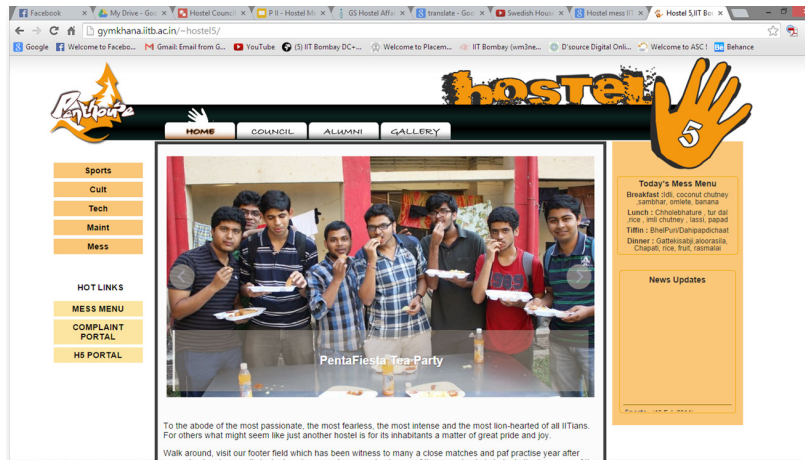 Facebook
My Drive - Goo
Hostel Counci
P II - Hostel Me
GS Hostel Affai
translate - Goo
Swedish House
Hostel mess IIT
Hostel 5,IIT Bo
gymkhana.iitb.ac.in/~hostel5/
Google
Welcome to Facebo...
Gmail: Email from G...
YouTube
(5) IIT Bombay DC+...
Welcome to Placem...
IIT Bombay (wm3ne...
D'source Digital Onli...
Welcome to ASC !
Behance
Penthouse
hostel
5
HOME
COUNCIL
ALUMNI
GALLERY
Sports
Cult
Tech
Maint
Mess
HOT LINKS
MESS MENU
COMPLAINT
PORTAL
H5 PORTAL
PentaFiesta Tea Party
Today's Mess Menu
Breakfast :Idli, coconut chutney
,sambhar, omlete, banana
Lunch : Chholebhature , tur dal
,rice , imli chutney , lassi, papad
Tiffin : BhelPuri/Dahipapdichaat
Dinner : Gattekisabji,aloorasila,
Chapati, rice, fruit, rasmalai
News Updates
To the abode of the most passionate, the most fearless, the most intense and the most lion-hearted of all IITians.
For others what might seem like just another hostel is for its inhabitants a matter of great pride and joy.
Walk around, visit our footer field which has been witness to many a close matches and paf practise year after